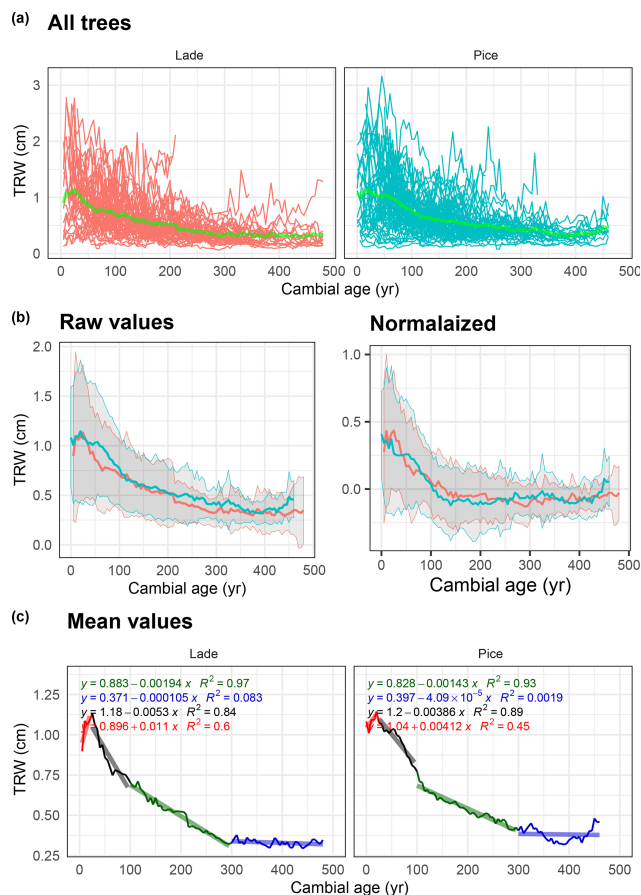 (a) All trees
Lade Pice
TRW (cm)
3
2
1
0
0 100 200 300 400 500 0 100 200 300 400 500
Cambial age (yr) Cambial age (yr)
(b) Raw values Normalaized
TRW (cm)
2.0
1.5
1.0
0.5
0.0
1.0
0.5
0.0
0 100 200 300 400 500 0 100 200 300 400 500
Cambial age (yr) Cambial age (yr)
(c) Mean values
Lade Pice
y = 0.883−0.00194 x R² = 0.97
y = 0.371−0.000105 x R² = 0.083
y = 1.18−0.0053 x R² = 0.84
= 0.896+0.011 x R² = 0.6
y = 0.828−0.00143 x R² = 0.93
y = 0.397−4.09×10⁻⁵ x R² = 0.0019
y = 1.2−0.00386 x R² = 0.89
1.04+0.00412 x R² = 0.45
TRW (cm)
1.25
1.00
0.75
0.50
0.25
0 100 200 300 400 500 0 100 200 300 400 500
Cambial age (yr) Cambial age (yr)